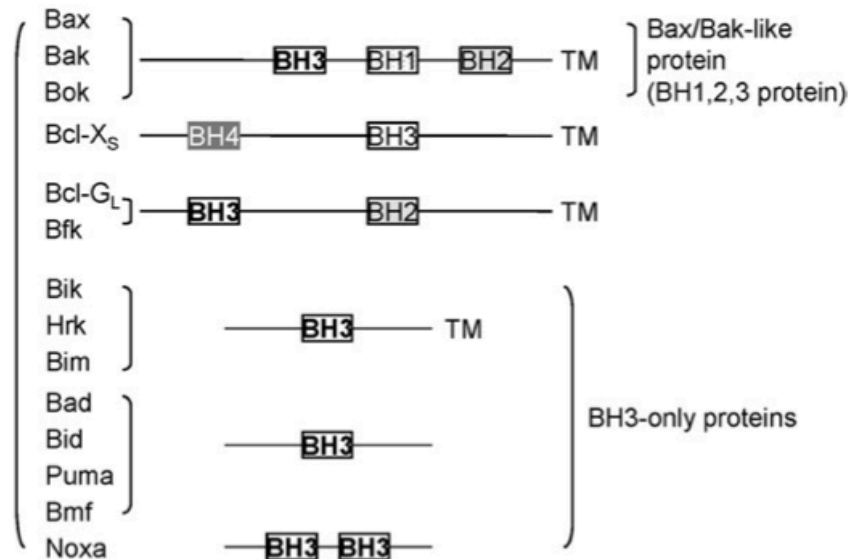 Bax
Bak
Bok
BH3 BH1 BH2 TM
Bax/Bak-like
protein
(BH1,2,3 protein)
Bcl-X_S BH4 BH3 TM
Bcl-G_L
Bfk
BH3 BH2 TM
Bik
Hrk
Bim
BH3 TM
Bad
Bid
Puma
Bmf
BH3
BH3-only proteins
Noxa BH3 BH3